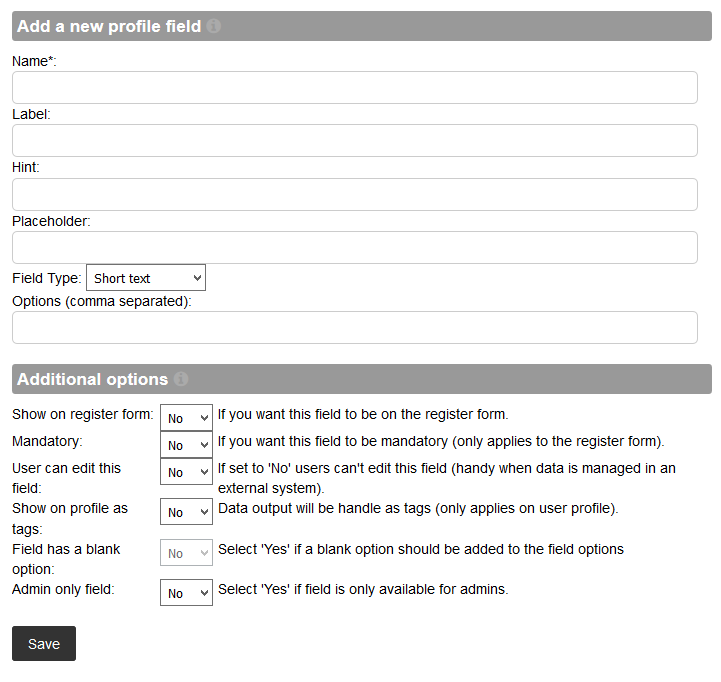 Add a new profile field
Name*:
Label:
Hint:
Placeholder:
Field Type: Short text
Options (comma separated):
Additional options
Show on register form: No If you want this field to be on the register form.
Mandatory: No If you want this field to be mandatory (only applies to the register form).
User can edit this No If set to 'No' users can't edit this field (handy when data is managed in an
field: external system).
Show on profile as No Data output will be handle as tags (only applies on user profile).
tags:
Field has a blank No Select 'Yes' if a blank option should be added to the field options
option:
Admin only field: No Select 'Yes' if field is only available for admins.
Save